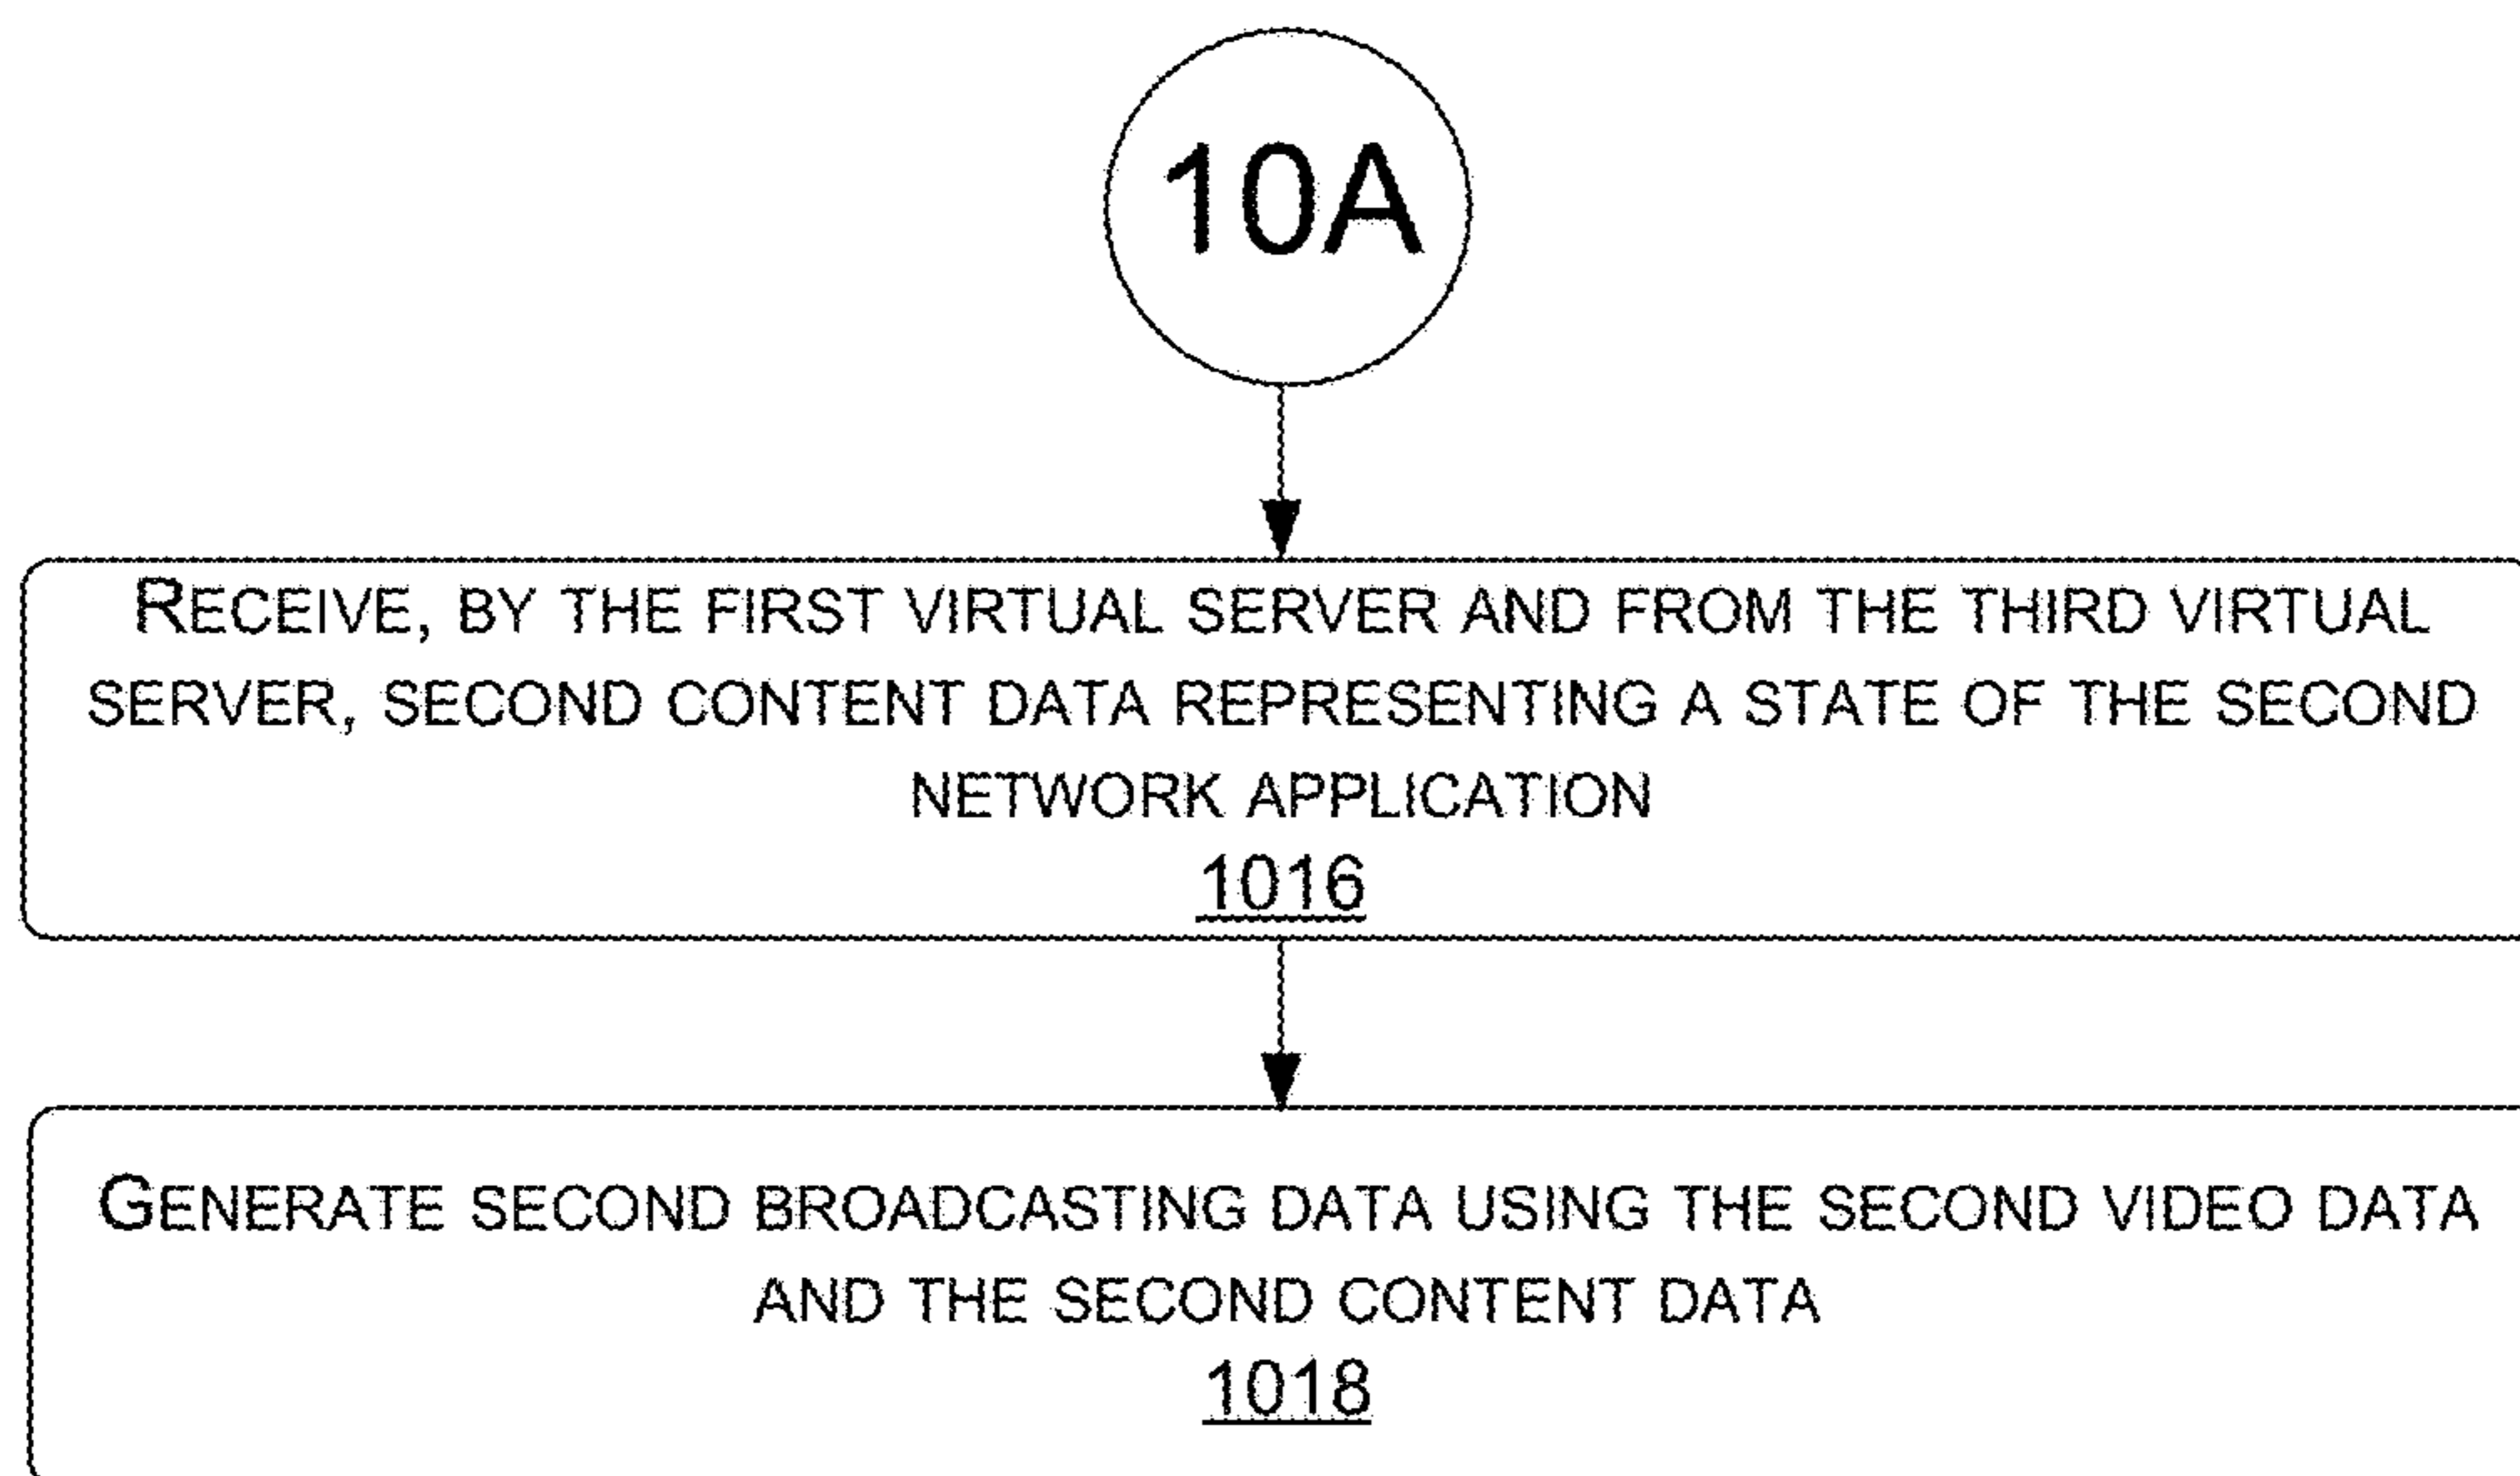 10A
RECEIVE, BY THE FIRST VIRTUAL SERVER AND FROM THE THIRD VIRTUAL
SERVER, SECOND CONTENT DATA REPRESENTING A STATE OF THE SECOND
NETWORK APPLICATION
1016
GENERATE SECOND BROADCASTING DATA USING THE SECOND VIDEO DATA
AND THE SECOND CONTENT DATA
1018